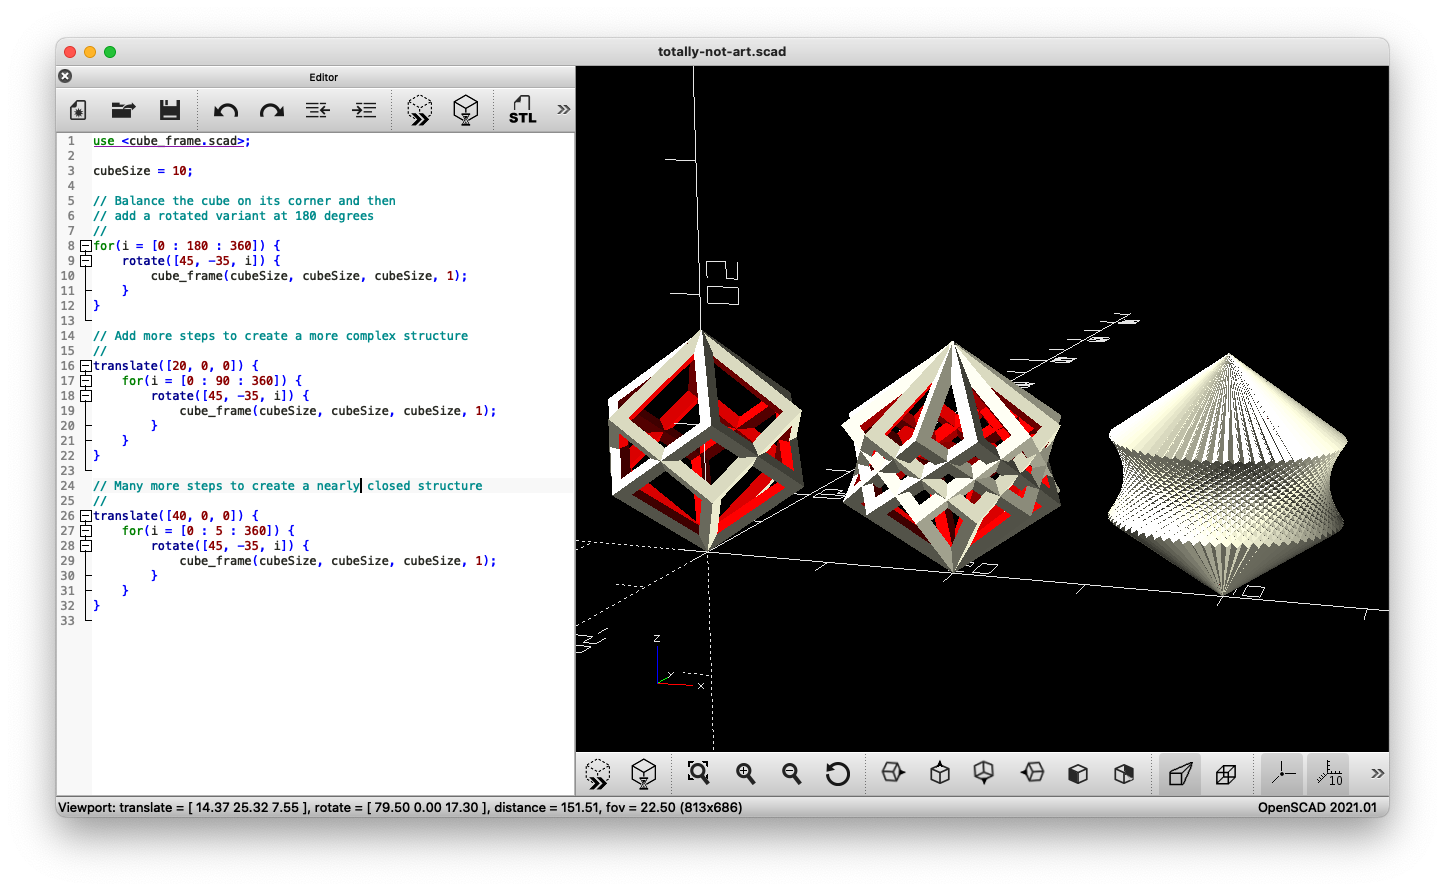 totally-not-art.scad
Editor
STL
1 use <cube_frame.scad>;
2
3 cubeSize = 10;
4
5 // Balance the cube on its corner and then
6 // add a rotated variant at 180 degrees
7 //
8 for(i = [0 : 180 : 360]) {
9 rotate([45, -35, i]) {
10 cube_frame(cubeSize, cubeSize, cubeSize, 1);
11 }
12 }
13
14 // Add more steps to create a more complex structure
15 //
16 translate([20, 0, 0]) {
17 for(i = [0 : 90 : 360]) {
18 rotate([45, -35, i]) {
19 cube_frame(cubeSize, cubeSize, cubeSize, 1);
20 }
21 }
22 }
23
24 // Many more steps to create a nearly closed structure
25 //
26 translate([40, 0, 0]) {
27 for(i = [0 : 5 : 360]) {
28 rotate([45, -35, i]) {
29 cube_frame(cubeSize, cubeSize, cubeSize, 1);
30 }
31 }
32 }
33
z
y
x
10
Viewport: translate = [ 14.37 25.32 7.55 ], rotate = [ 79.50 0.00 17.30 ], distance = 151.51, fov = 22.50 (813x686)
OpenSCAD 2021.01